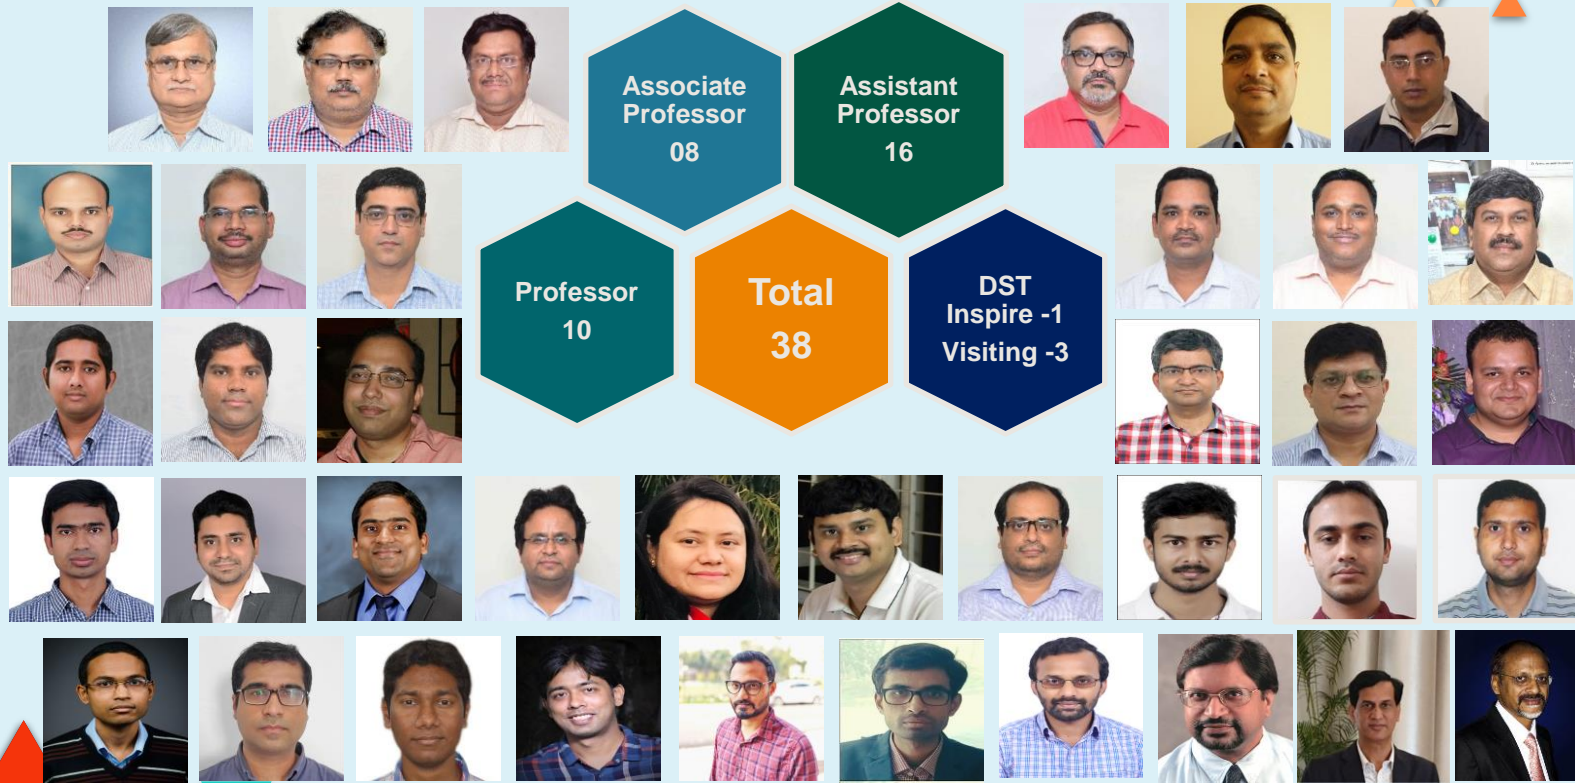 Associate
Professor
08
Assistant
Professor
16
Professor
10
Total
38
DST
Inspire -1
Visiting -3